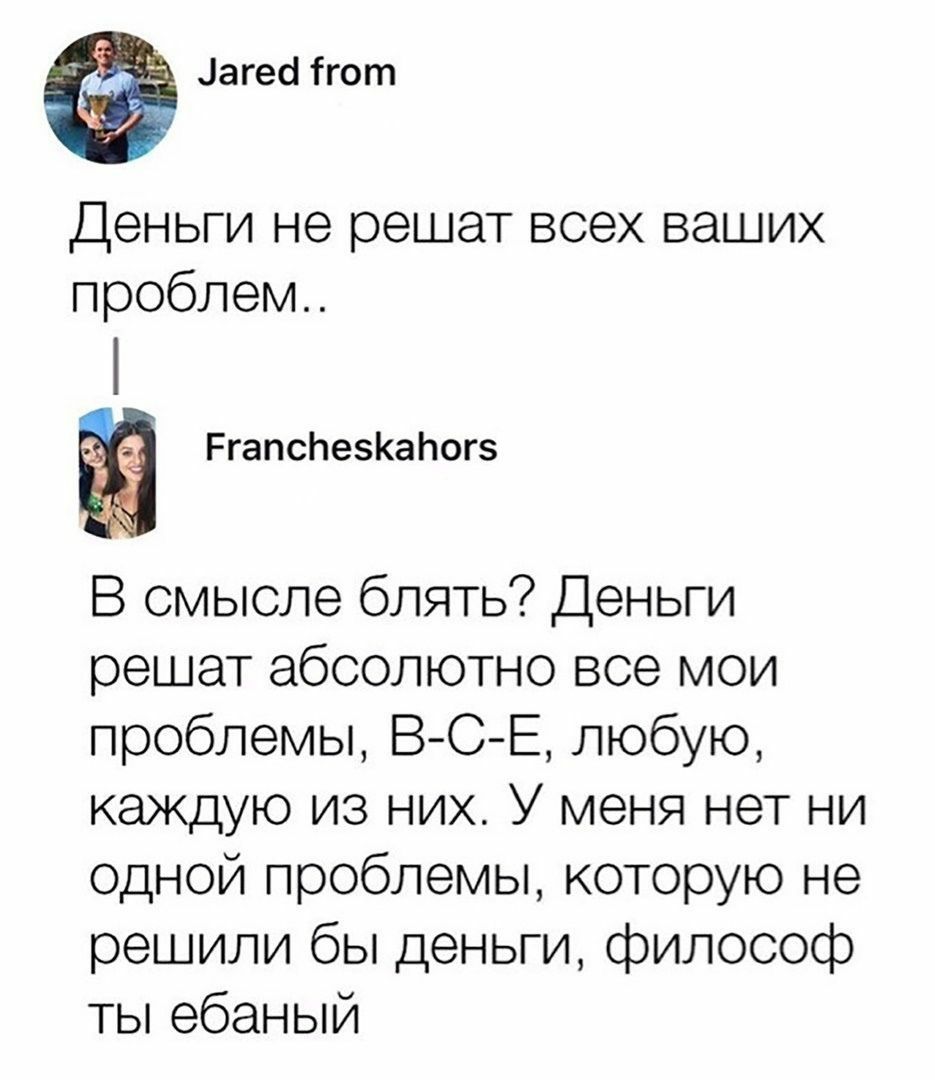 Jared from
Деньги не решат всех ваших
проблем..
Francheskahors
В смысле блять? Деньги
решат абсолютно все мои
проблемы, В-С-Е, любую,
каждую из них. У меня нет ни
одной проблемы, которую не
решили бы деньги, философ
ты ебаный